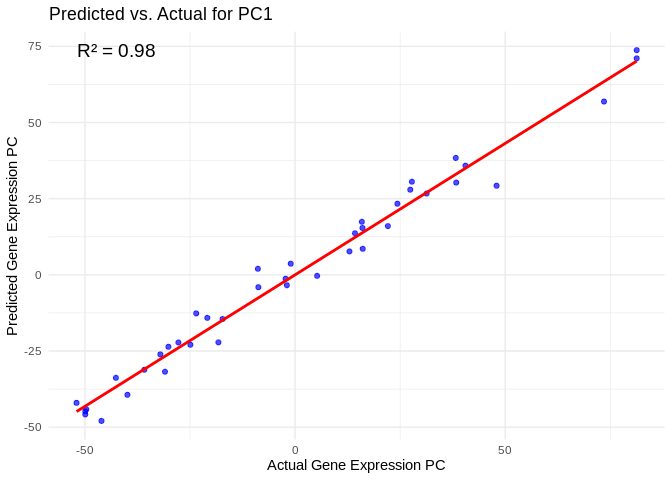 Predicted vs. Actual for PC1
R² = 0.98
75
50
25
0
-25
-50
Predicted Gene Expression PC
-50 0 50
Actual Gene Expression PC